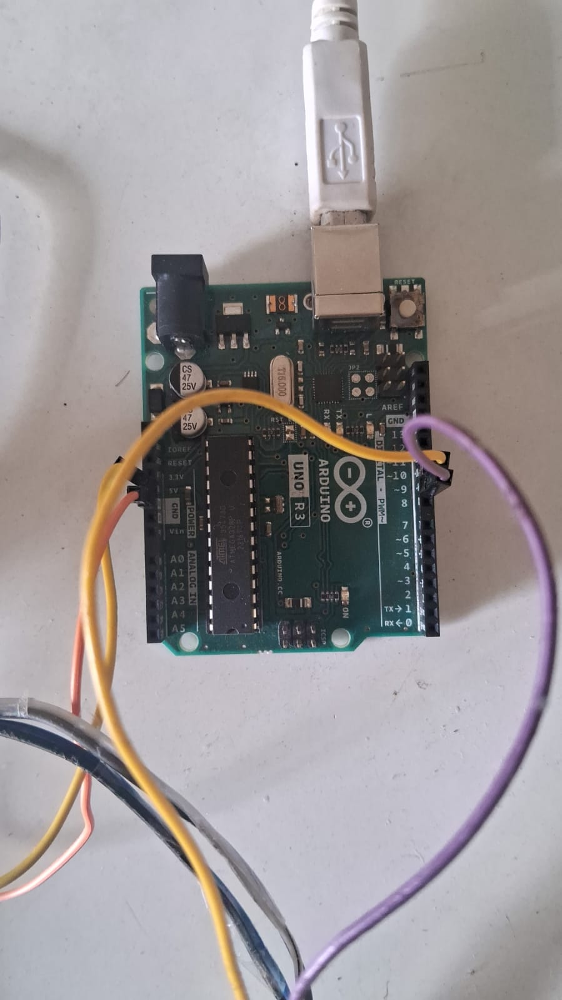 RESET
CS
47
25V
47
25V
T16.000
JP2
AREF
GND
13
12
11
~10
~9
8
7
~6
~5
4
~3
2
TX→1
RX←0
DIGITAL - PWM~
TX
RX
L
RST
IOREF
RESET
3.3V
5V
GND
Vin
POWER
A0
A1
A2
A3
A4
A5
ANALOG IN
ATMEL
UNO R3
ARDUINO
®
ARDUINO.CC
ON
ICSP